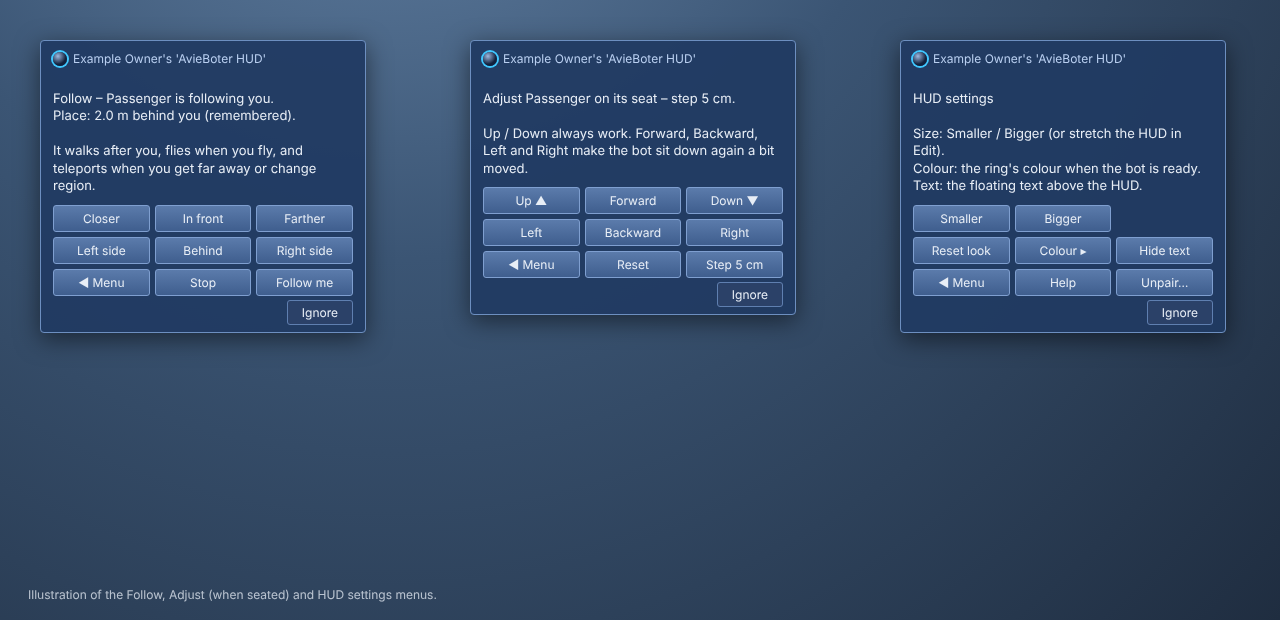 Example Owner's 'AvieBoter HUD'
Follow – Passenger is following you.
Place: 2.0 m behind you (remembered).
It walks after you, flies when you fly, and
teleports when you get far away or change
region.
Closer
In front
Farther
Left side
Behind
Right side
◀ Menu
Stop
Follow me
Ignore
Example Owner's 'AvieBoter HUD'
Adjust Passenger on its seat – step 5 cm.
Up / Down always work. Forward, Backward,
Left and Right make the bot sit down again a bit
moved.
Up ▲
Forward
Down ▼
Left
Backward
Right
◀ Menu
Reset
Step 5 cm
Ignore
Example Owner's 'AvieBoter HUD'
HUD settings
Size: Smaller / Bigger (or stretch the HUD in
Edit).
Colour: the ring's colour when the bot is ready.
Text: the floating text above the HUD.
Smaller
Bigger
Reset look
Colour ▸
Hide text
◀ Menu
Help
Unpair...
Ignore
Illustration of the Follow, Adjust (when seated) and HUD settings menus.